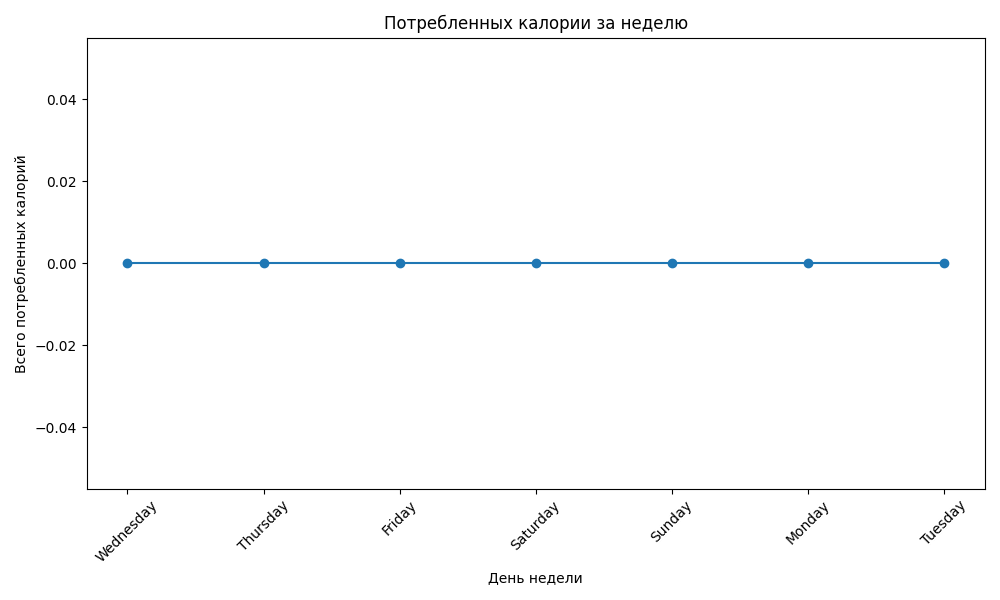 Потребленных калории за неделю
Всего потребленных калорий
0.04
0.02
0.00
−0.02
−0.04
Wednesday
Thursday
Friday
Saturday
Sunday
Monday
Tuesday
День недели